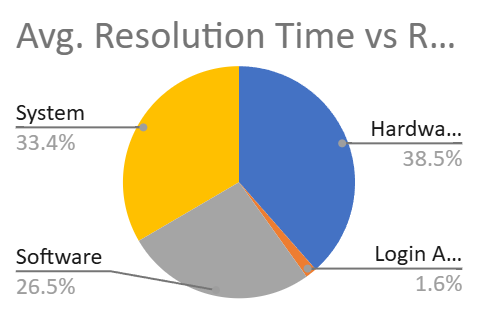 Avg. Resolution Time vs R...
System
33.4%
Hardwa...
38.5%
Software
26.5%
Login A...
1.6%